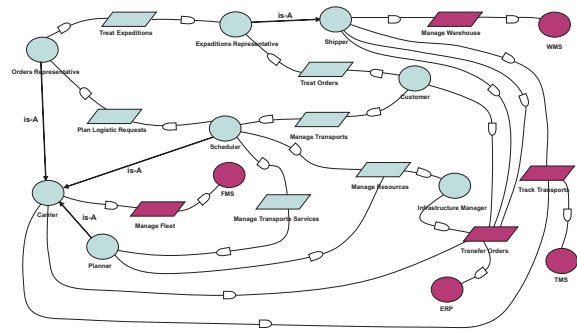 is-A
Treat Expeditions
Expeditions Representative
Shipper
Manage Warehouse
WMS
Orders Representative
Treat Orders
Customer
is-A
Plan Logistic Requests
Scheduler
Manage Transports
is-A
FMS
Manage Resources
Track Transports
Carrier
is-A
Manage Fleet
Manage Transports Services
Infrastructure Manager
Planner
Transfer Orders
ERP
TMS